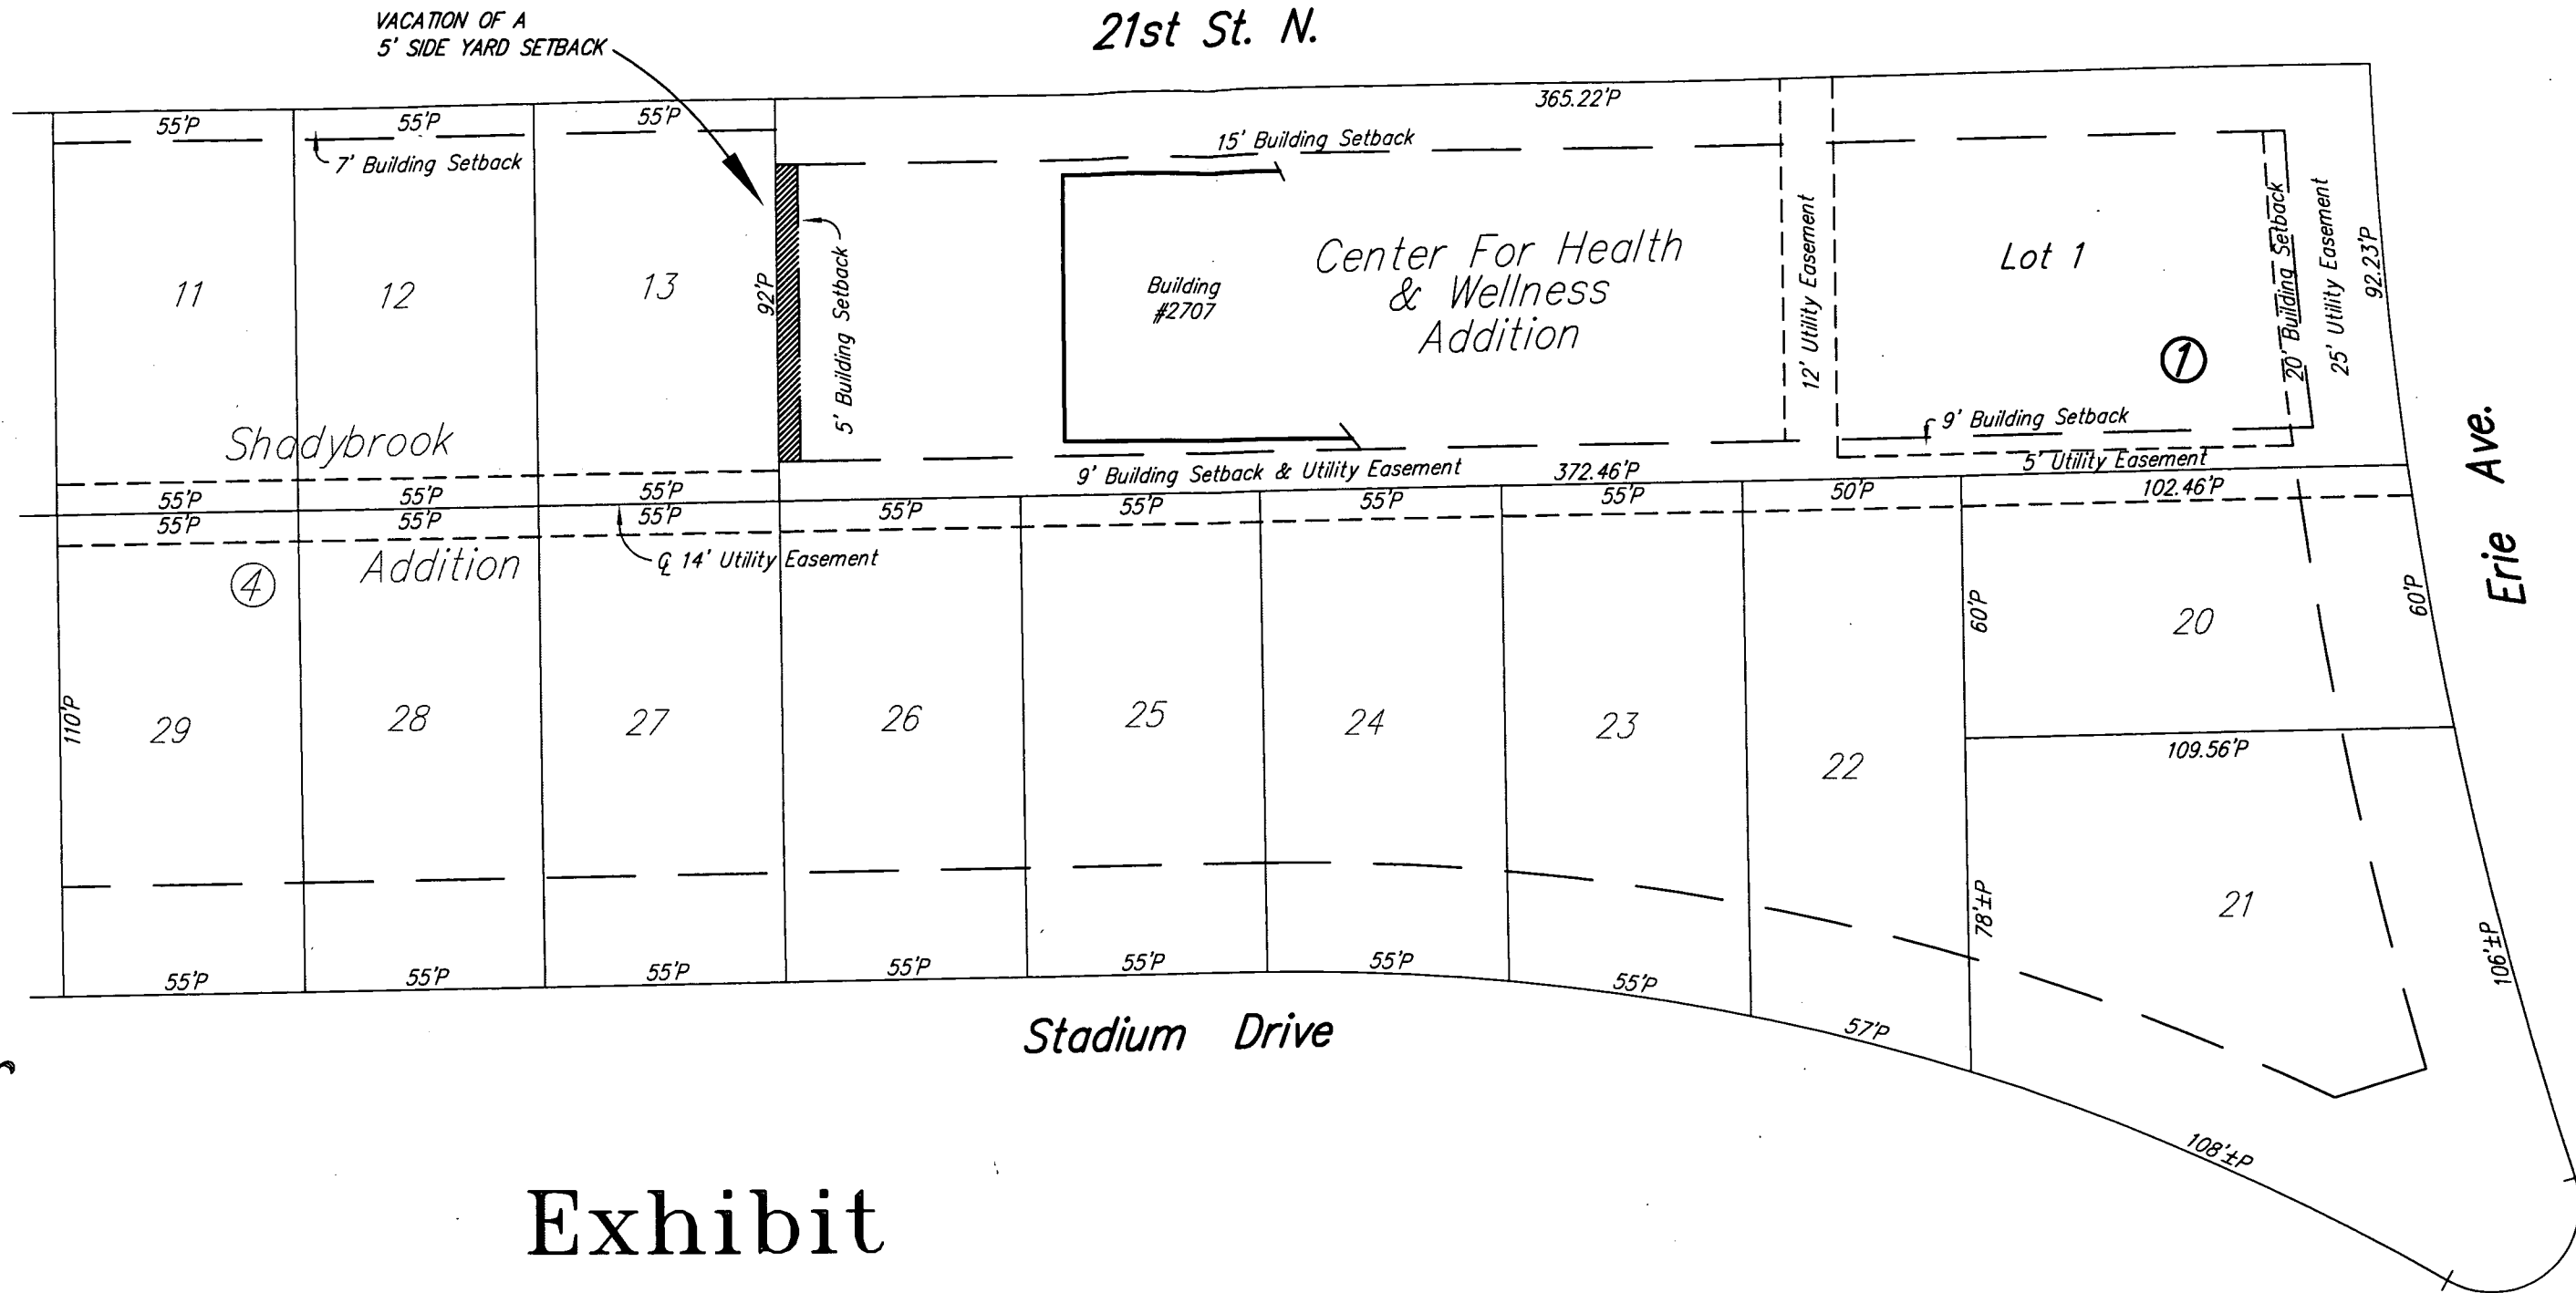 VACATION OF A
5' SIDE YARD SETBACK
21st St. N.
55'P
55'P
55'P
365.22'P
7' Building Setback
15' Building Setback
11
12
13
92'P
5' Building Setback
Building
#2707
Center For Health
& Wellness
Addition
12' Utility Easement
Lot 1
1
20' Building Setback
25' Utility Easement
92.23'P
9' Building Setback
5' Utility Easement
Shadybrook
9' Building Setback & Utility Easement
372.46'P
55'P
55'P
55'P
55'P
55'P
55'P
55'P
55'P
55'P
55'P
50'P
102.46'P
Addition
4
℄ 14' Utility Easement
Erie Ave.
110'P
29
28
27
26
25
24
23
22
60'P
20
60'P
109.56'P
78'±P
21
106'±P
55'P
55'P
55'P
55'P
55'P
55'P
55'P
57'P
108'±P
Stadium Drive
Exhibit